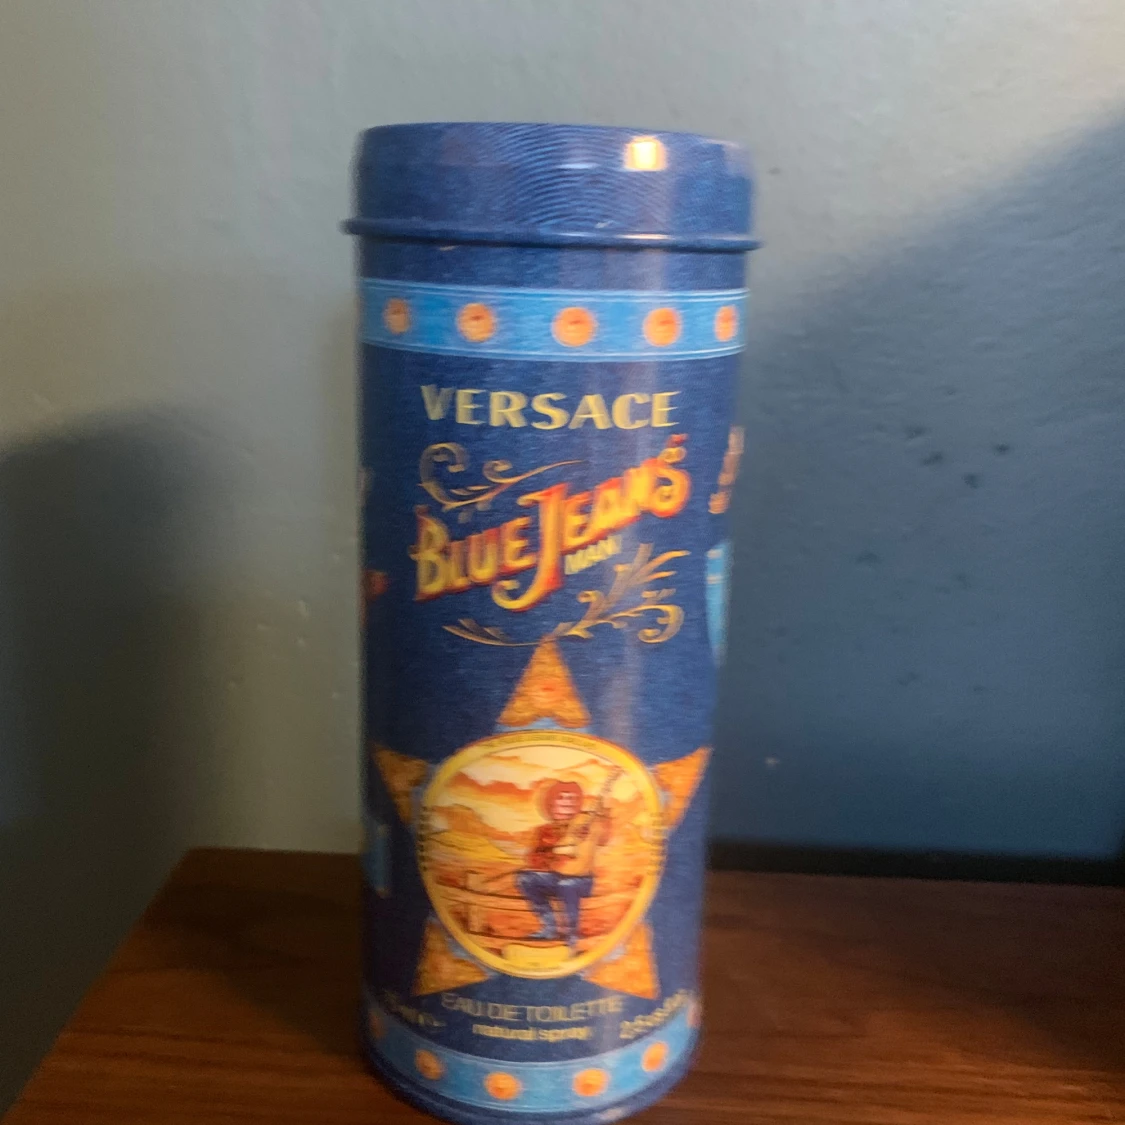 VERSACE
BLUE JEANS
MAN
EAU DE TOILETTE
natural spray